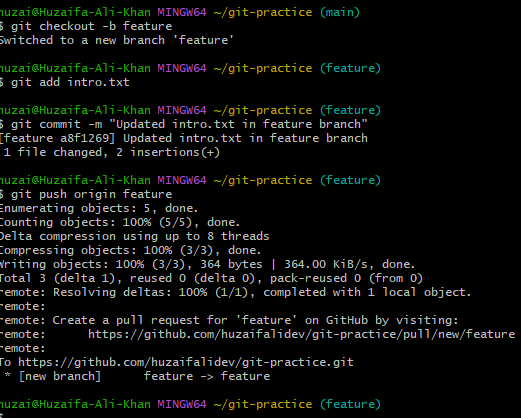 huzai@Huzaifa-Ali-Khan MINGW64 ~/git-practice (main)
$ git checkout -b feature
Switched to a new branch 'feature'
huzai@Huzaifa-Ali-Khan MINGW64 ~/git-practice (feature)
$ git add intro.txt
huzai@Huzaifa-Ali-Khan MINGW64 ~/git-practice (feature)
$ git commit -m "Updated intro.txt in feature branch"
[feature a8f1269] Updated intro.txt in feature branch
1 file changed, 2 insertions(+)
huzai@Huzaifa-Ali-Khan MINGW64 ~/git-practice (feature)
$ git push origin feature
Enumerating objects: 5, done.
Counting objects: 100% (5/5), done.
Delta compression using up to 8 threads
Compressing objects: 100% (3/3), done.
Writing objects: 100% (3/3), 364 bytes | 364.00 KiB/s, done.
Total 3 (delta 1), reused 0 (delta 0), pack-reused 0 (from 0)
remote: Resolving deltas: 100% (1/1), completed with 1 local object.
remote:
remote: Create a pull request for 'feature' on GitHub by visiting:
remote:      https://github.com/huzaifalidev/git-practice/pull/new/feature
remote:
To https://github.com/huzaifalidev/git-practice.git
* [new branch]      feature -> feature
huzai@Huzaifa-Ali-Khan MINGW64 ~/git-practice (feature)